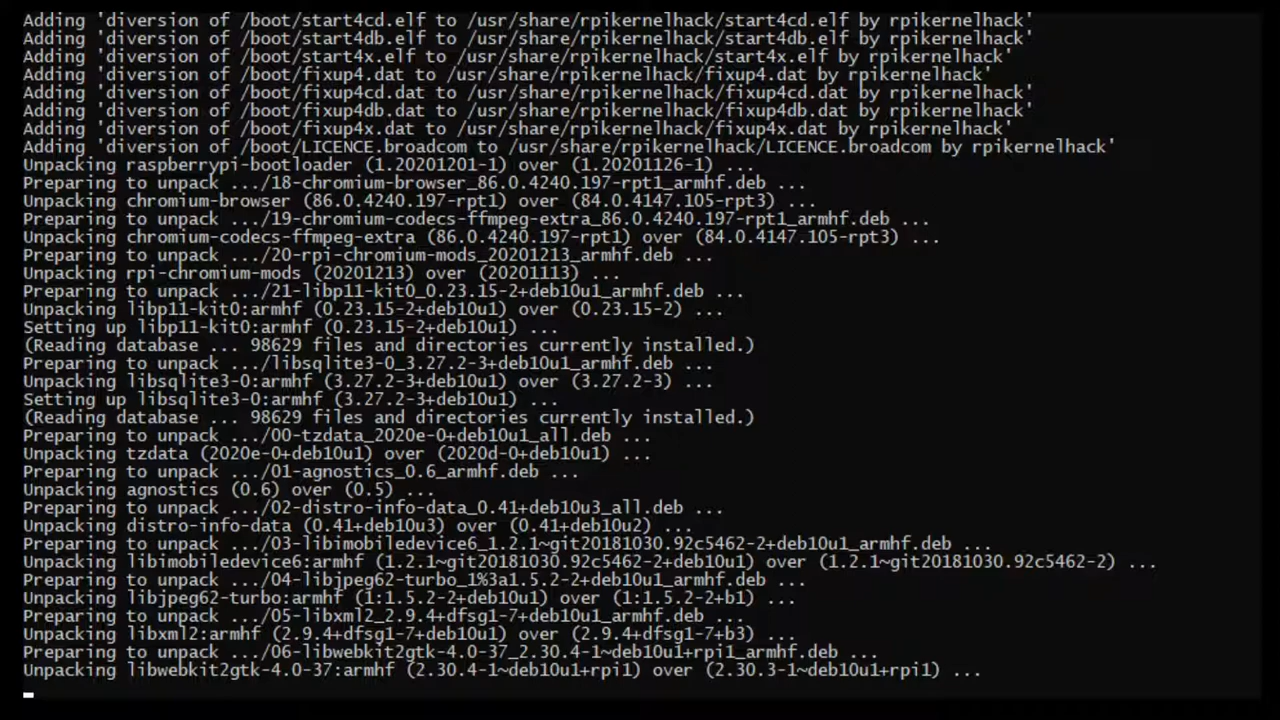 Adding 'diversion of /boot/start4cd.elf to /usr/share/rpikernelhack/start4cd.elf by rpikernelhack'
Adding 'diversion of /boot/start4db.elf to /usr/share/rpikernelhack/start4db.elf by rpikernelhack'
Adding 'diversion of /boot/start4x.elf to /usr/share/rpikernelhack/start4x.elf by rpikernelhack'
Adding 'diversion of /boot/fixup4.dat to /usr/share/rpikernelhack/fixup4.dat by rpikernelhack'
Adding 'diversion of /boot/fixup4cd.dat to /usr/share/rpikernelhack/fixup4cd.dat by rpikernelhack'
Adding 'diversion of /boot/fixup4db.dat to /usr/share/rpikernelhack/fixup4db.dat by rpikernelhack'
Adding 'diversion of /boot/fixup4x.dat to /usr/share/rpikernelhack/fixup4x.dat by rpikernelhack'
Adding 'diversion of /boot/LICENCE.broadcom to /usr/share/rpikernelhack/LICENCE.broadcom by rpikernelhack'
Unpacking raspberrypi-bootloader (1.20201201-1) over (1.20201126-1) ...
Preparing to unpack .../18-chromium-browser_86.0.4240.197-rpt1_armhf.deb ...
Unpacking chromium-browser (86.0.4240.197-rpt1) over (84.0.4147.105-rpt3) ...
Preparing to unpack .../19-chromium-codecs-ffmpeg-extra_86.0.4240.197-rpt1_armhf.deb ...
Unpacking chromium-codecs-ffmpeg-extra (86.0.4240.197-rpt1) over (84.0.4147.105-rpt3) ...
Preparing to unpack .../20-rpi-chromium-mods_20201213_armhf.deb ...
Unpacking rpi-chromium-mods (20201213) over (20201113) ...
Preparing to unpack .../21-libp11-kit0_0.23.15-2+deb10u1_armhf.deb ...
Unpacking libp11-kit0:armhf (0.23.15-2+deb10u1) over (0.23.15-2) ...
Setting up libp11-kit0:armhf (0.23.15-2+deb10u1) ...
(Reading database ... 98629 files and directories currently installed.)
Preparing to unpack .../libsqlite3-0_3.27.2-3+deb10u1_armhf.deb ...
Unpacking libsqlite3-0:armhf (3.27.2-3+deb10u1) over (3.27.2-3) ...
Setting up libsqlite3-0:armhf (3.27.2-3+deb10u1) ...
(Reading database ... 98629 files and directories currently installed.)
Preparing to unpack .../00-tzdata_2020e-0+deb10u1_all.deb ...
Unpacking tzdata (2020e-0+deb10u1) over (2020d-0+deb10u1) ...
Preparing to unpack .../01-agnostics_0.6_armhf.deb ...
Unpacking agnostics (0.6) over (0.5) ...
Preparing to unpack .../02-distro-info-data_0.41+deb10u3_all.deb ...
Unpacking distro-info-data (0.41+deb10u3) over (0.41+deb10u2) ...
Preparing to unpack .../03-libimobiledevice6_1.2.1~git20181030.92c5462-2+deb10u1_armhf.deb ...
Unpacking libimobiledevice6:armhf (1.2.1~git20181030.92c5462-2+deb10u1) over (1.2.1~git20181030.92c5462-2) ...
Preparing to unpack .../04-libjpeg62-turbo_1%3a1.5.2-2+deb10u1_armhf.deb ...
Unpacking libjpeg62-turbo:armhf (1:1.5.2-2+deb10u1) over (1:1.5.2-2+b1) ...
Preparing to unpack .../05-libxml2_2.9.4+dfsg1-7+deb10u1_armhf.deb ...
Unpacking libxml2:armhf (2.9.4+dfsg1-7+deb10u1) over (2.9.4+dfsg1-7+b3) ...
Preparing to unpack .../06-libwebkit2gtk-4.0-37_2.30.4-1~deb10u1+rpi1_armhf.deb ...
Unpacking libwebkit2gtk-4.0-37:armhf (2.30.4-1~deb10u1+rpi1) over (2.30.3-1~deb10u1+rpi1) ...